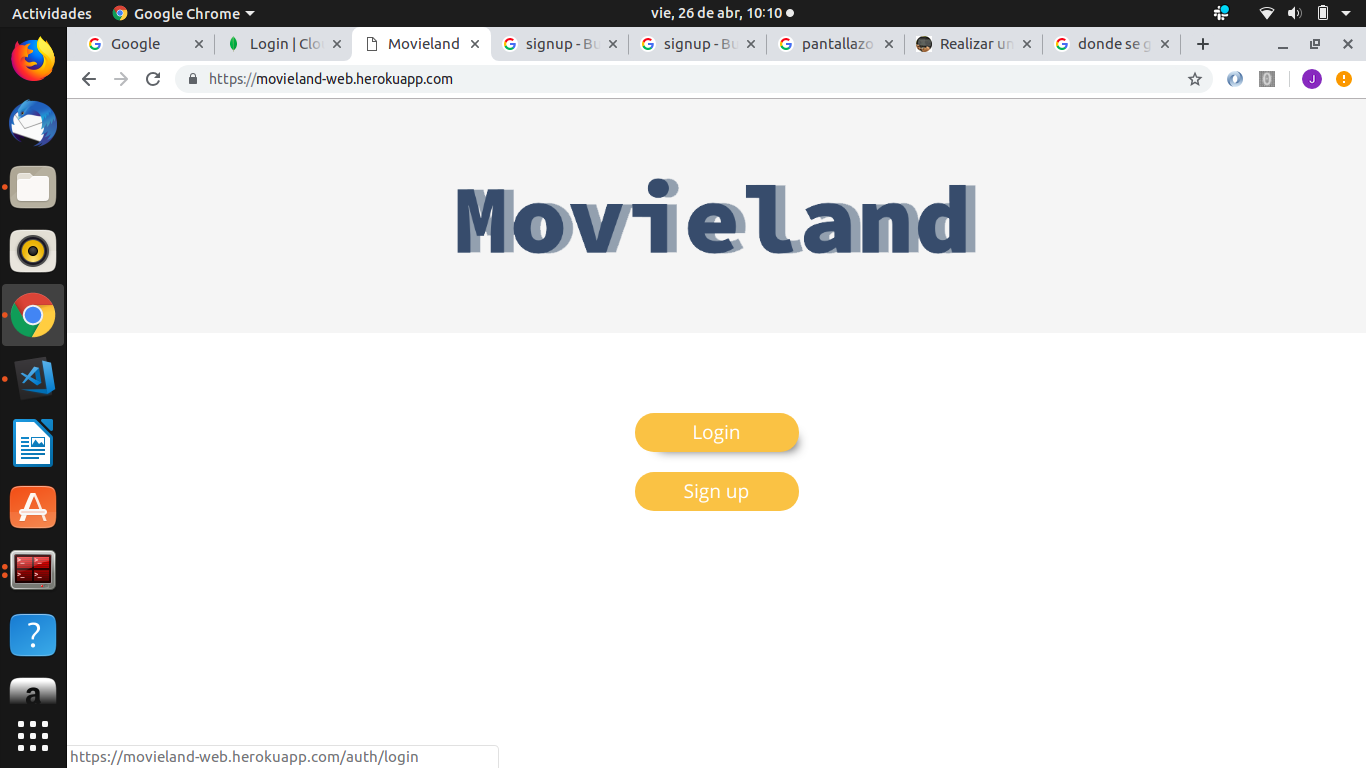 Actividades Google Chrome vie, 26 de abr, 10:10
Google Login | Clo Movieland signup - Bu signup - Bu pantallazo Realizar un donde se g
https://movieland-web.herokuapp.com J
Movieland
Login
Sign up
https://movieland-web.herokuapp.com/auth/login